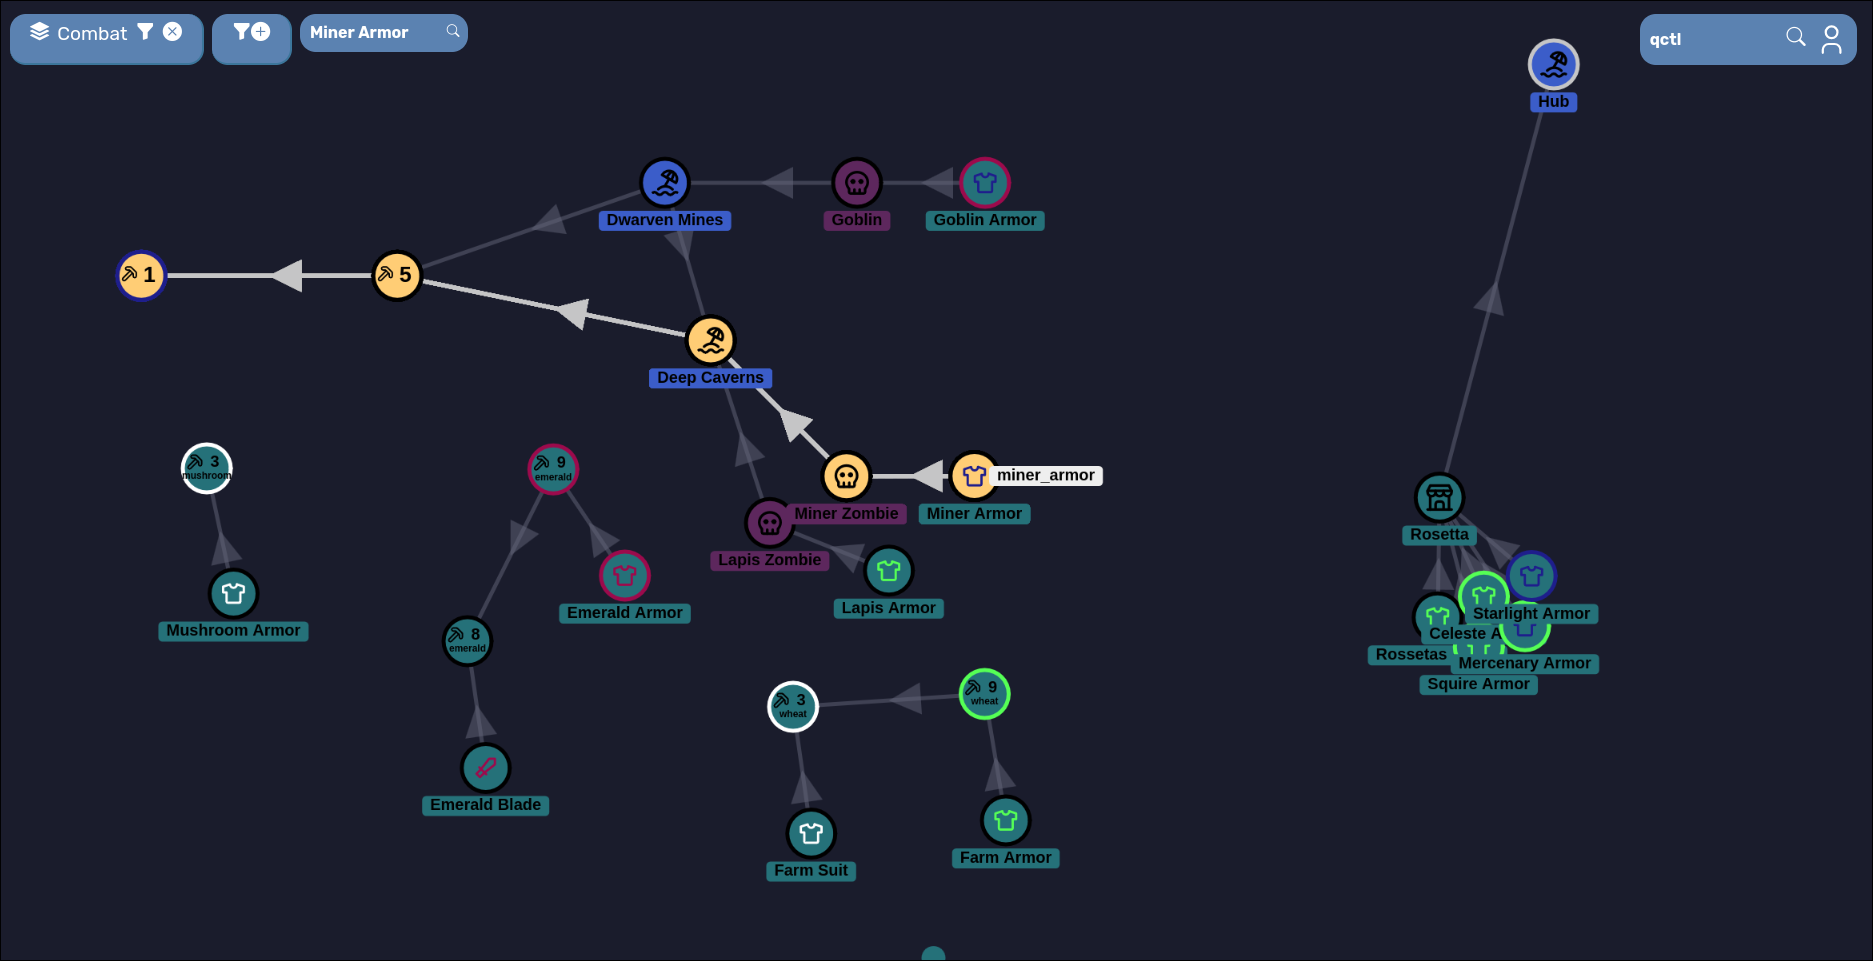 Combat
Miner Armor
qctl
Hub
Dwarven Mines
Goblin
Goblin Armor
1
5
Deep Caverns
3
mushroom
9
emerald
miner_armor
Miner Zombie
Miner Armor
Rosetta
Lapis Zombie
Emerald Armor
Lapis Armor
Mushroom Armor
Starlight Armor
Celeste A
Rossetas
Mercenary Armor
Squire Armor
8
emerald
3
wheat
9
wheat
Emerald Blade
Farm Suit
Farm Armor